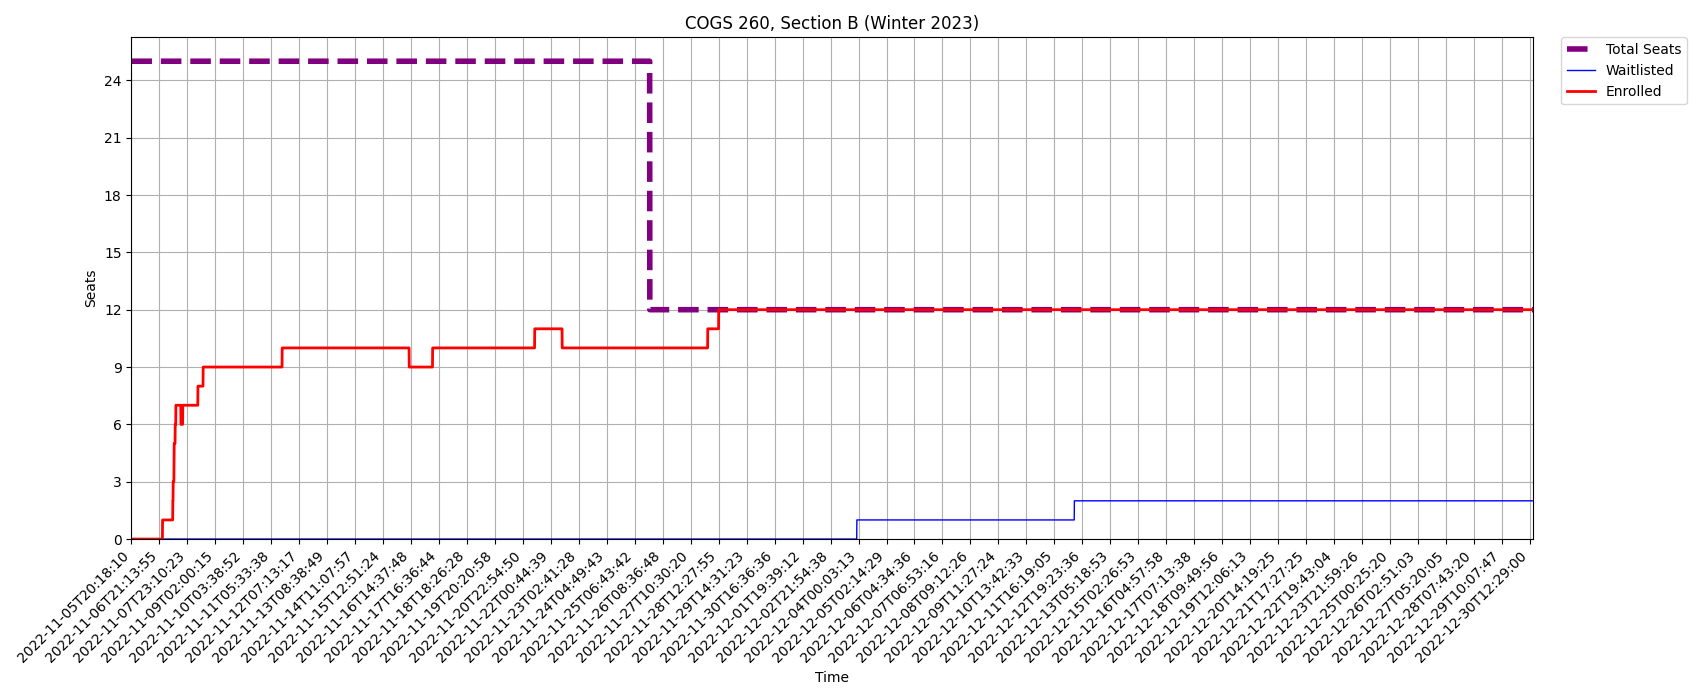 COGS 260, Section B (Winter 2023)
Total Seats
Waitlisted
Enrolled
Seats
24
21
18
15
12
9
6
3
0
2022-11-05T20:18:10
2022-11-06T21:13:55
2022-11-07T23:10:23
2022-11-09T02:00:15
2022-11-10T03:38:52
2022-11-11T05:33:38
2022-11-12T07:13:17
2022-11-13T08:38:49
2022-11-14T11:07:57
2022-11-15T12:51:24
2022-11-16T14:37:48
2022-11-17T16:36:44
2022-11-18T18:26:28
2022-11-19T20:20:58
2022-11-20T22:54:50
2022-11-22T00:44:39
2022-11-23T02:41:28
2022-11-24T04:49:43
2022-11-25T06:43:42
2022-11-26T08:36:48
2022-11-27T10:30:20
2022-11-28T12:27:55
2022-11-29T14:31:23
2022-11-30T16:36:36
2022-12-01T19:39:12
2022-12-02T21:54:38
2022-12-04T00:03:13
2022-12-05T02:14:29
2022-12-06T04:34:36
2022-12-07T06:53:16
2022-12-08T09:12:26
2022-12-09T11:27:24
2022-12-10T13:42:33
2022-12-11T16:19:05
2022-12-12T19:23:36
2022-12-13T05:18:53
2022-12-15T02:26:53
2022-12-16T04:57:58
2022-12-17T07:13:38
2022-12-18T09:49:56
2022-12-19T12:06:13
2022-12-20T14:19:25
2022-12-21T17:27:25
2022-12-22T19:43:04
2022-12-23T21:59:26
2022-12-25T00:25:20
2022-12-26T02:51:03
2022-12-27T05:20:05
2022-12-28T07:43:20
2022-12-29T10:07:47
2022-12-30T12:29:00
Time